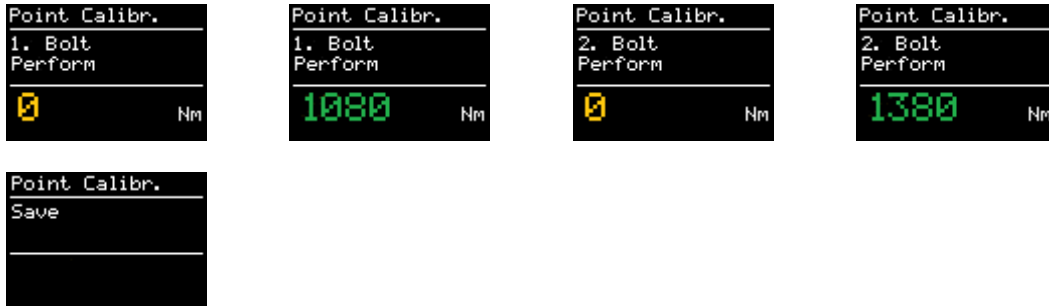 Point Calibr.
1. Bolt
Perform
0 Nm
Point Calibr.
1. Bolt
Perform
1080 Nm
Point Calibr.
2. Bolt
Perform
0 Nm
Point Calibr.
2. Bolt
Perform
1380 Nm
Point Calibr.
Save